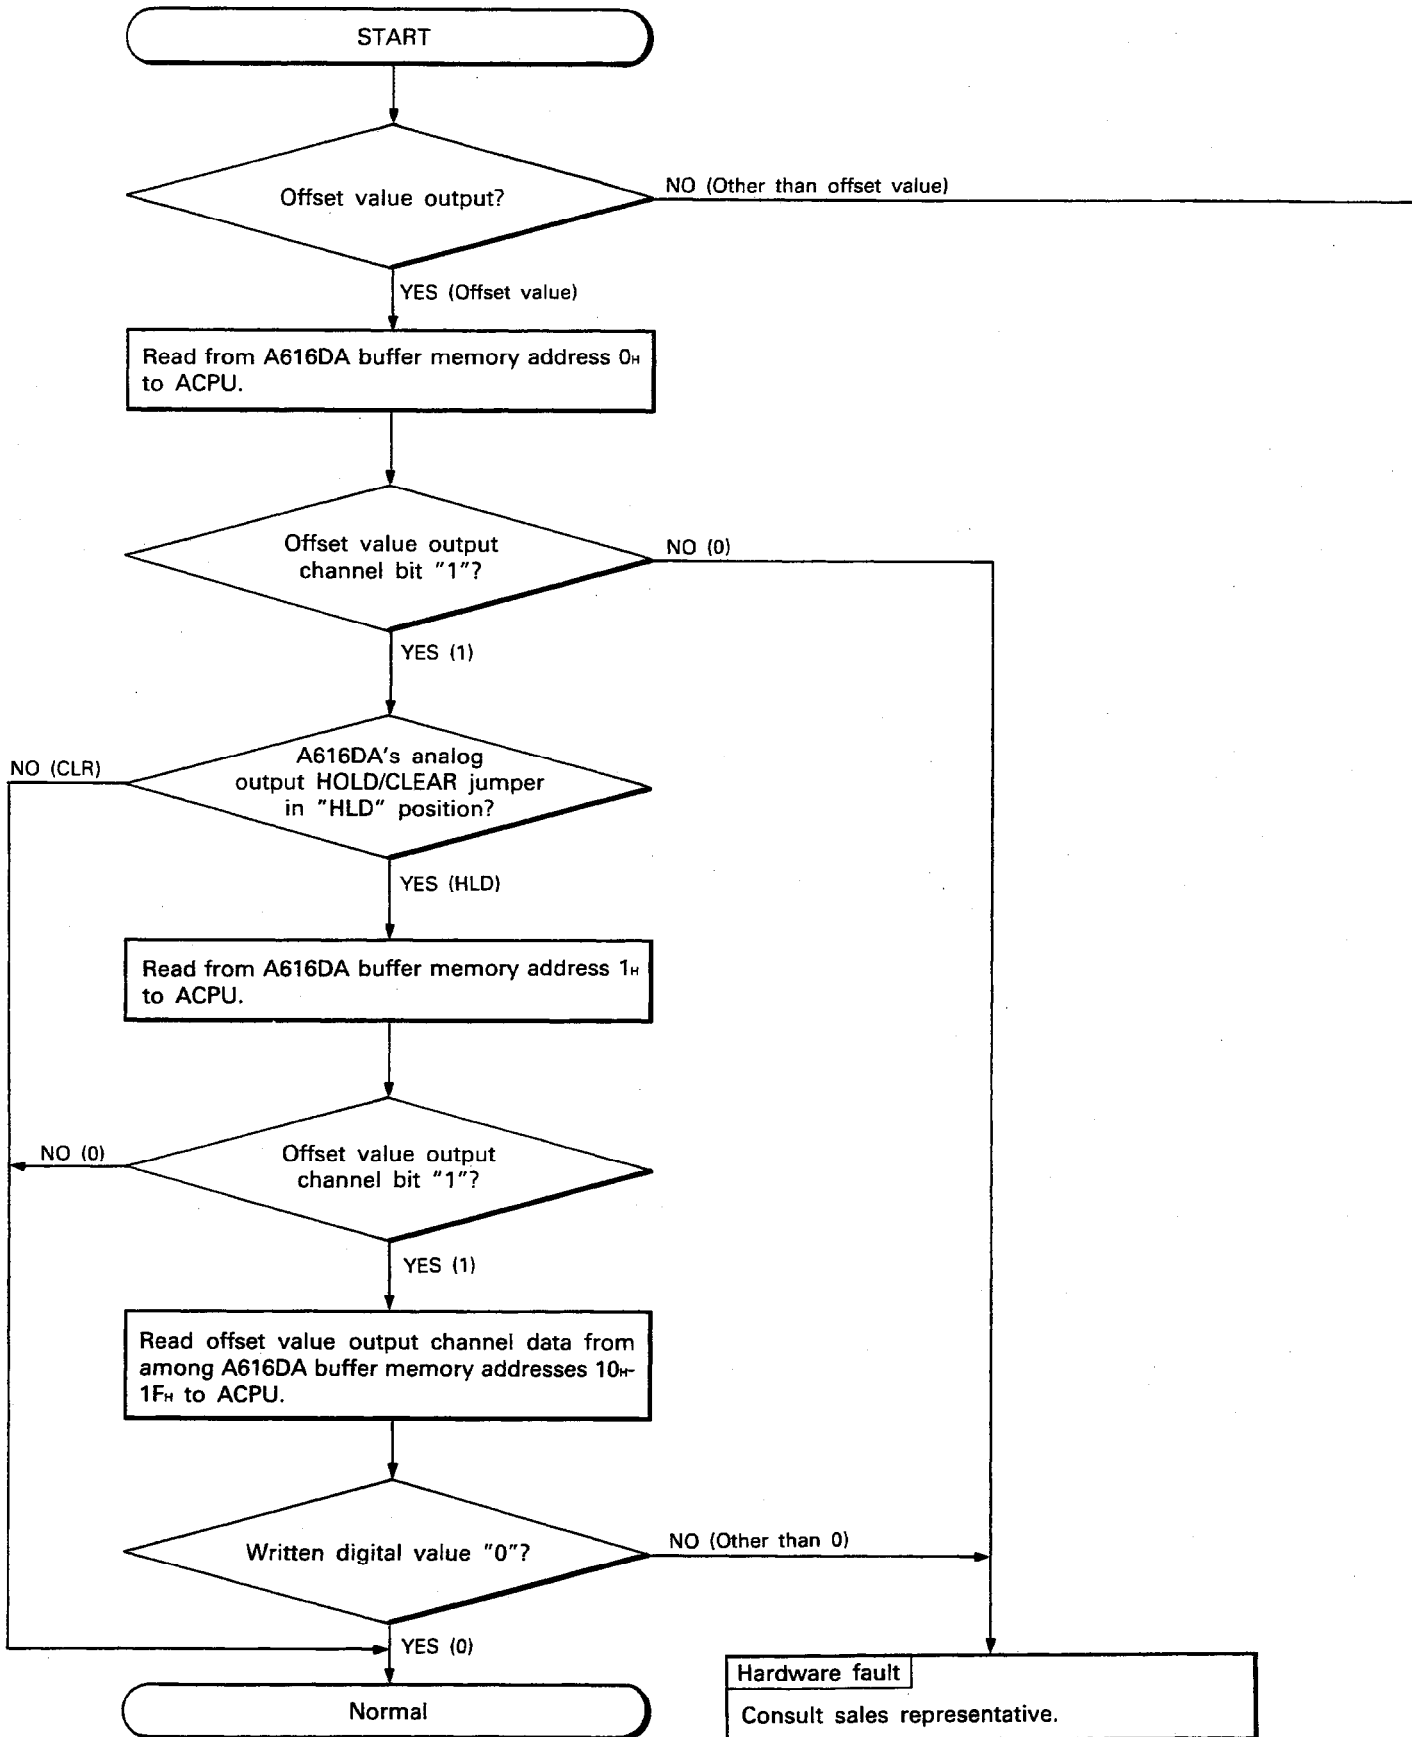 START
Offset value output?
NO (Other than offset value)
YES (Offset value)
Read from A616DA buffer memory address 0H
to ACPU.
Offset value output
channel bit "1"?
NO (0)
YES (1)
A616DA's analog
output HOLD/CLEAR jumper
in "HLD" position?
NO (CLR)
YES (HLD)
Read from A616DA buffer memory address 1H
to ACPU.
Offset value output
channel bit "1"?
NO (0)
YES (1)
Read offset value output channel data from
among A616DA buffer memory addresses 10H-
1FH to ACPU.
Written digital value "0"?
NO (Other than 0)
YES (0)
Normal
Hardware fault
Consult sales representative.